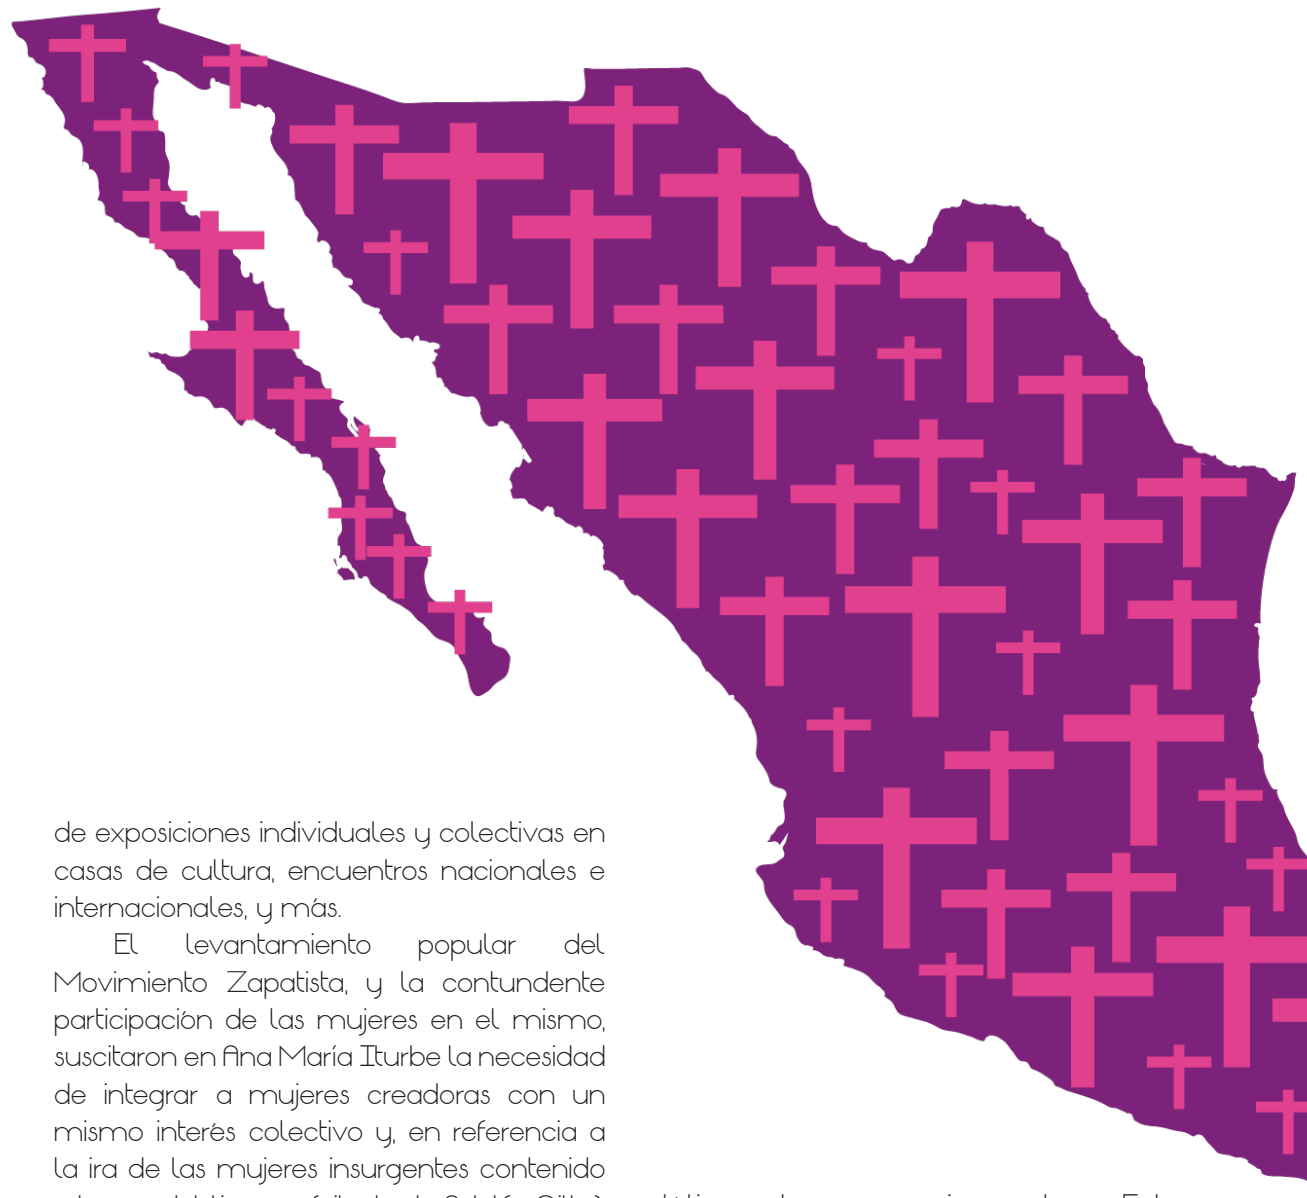 de exposiciones individuales y colectivas en
casas de cultura, encuentros nacionales e
internacionales, y más.
El levantamiento popular del
Movimiento Zapatista, y la contundente
participación de las mujeres en el mismo,
suscitaron en Ana María Iturbe la necesidad
de integrar a mujeres creadoras con un
mismo interés colectivo y, en referencia a
la ira de las mujeres insurgentes contenido